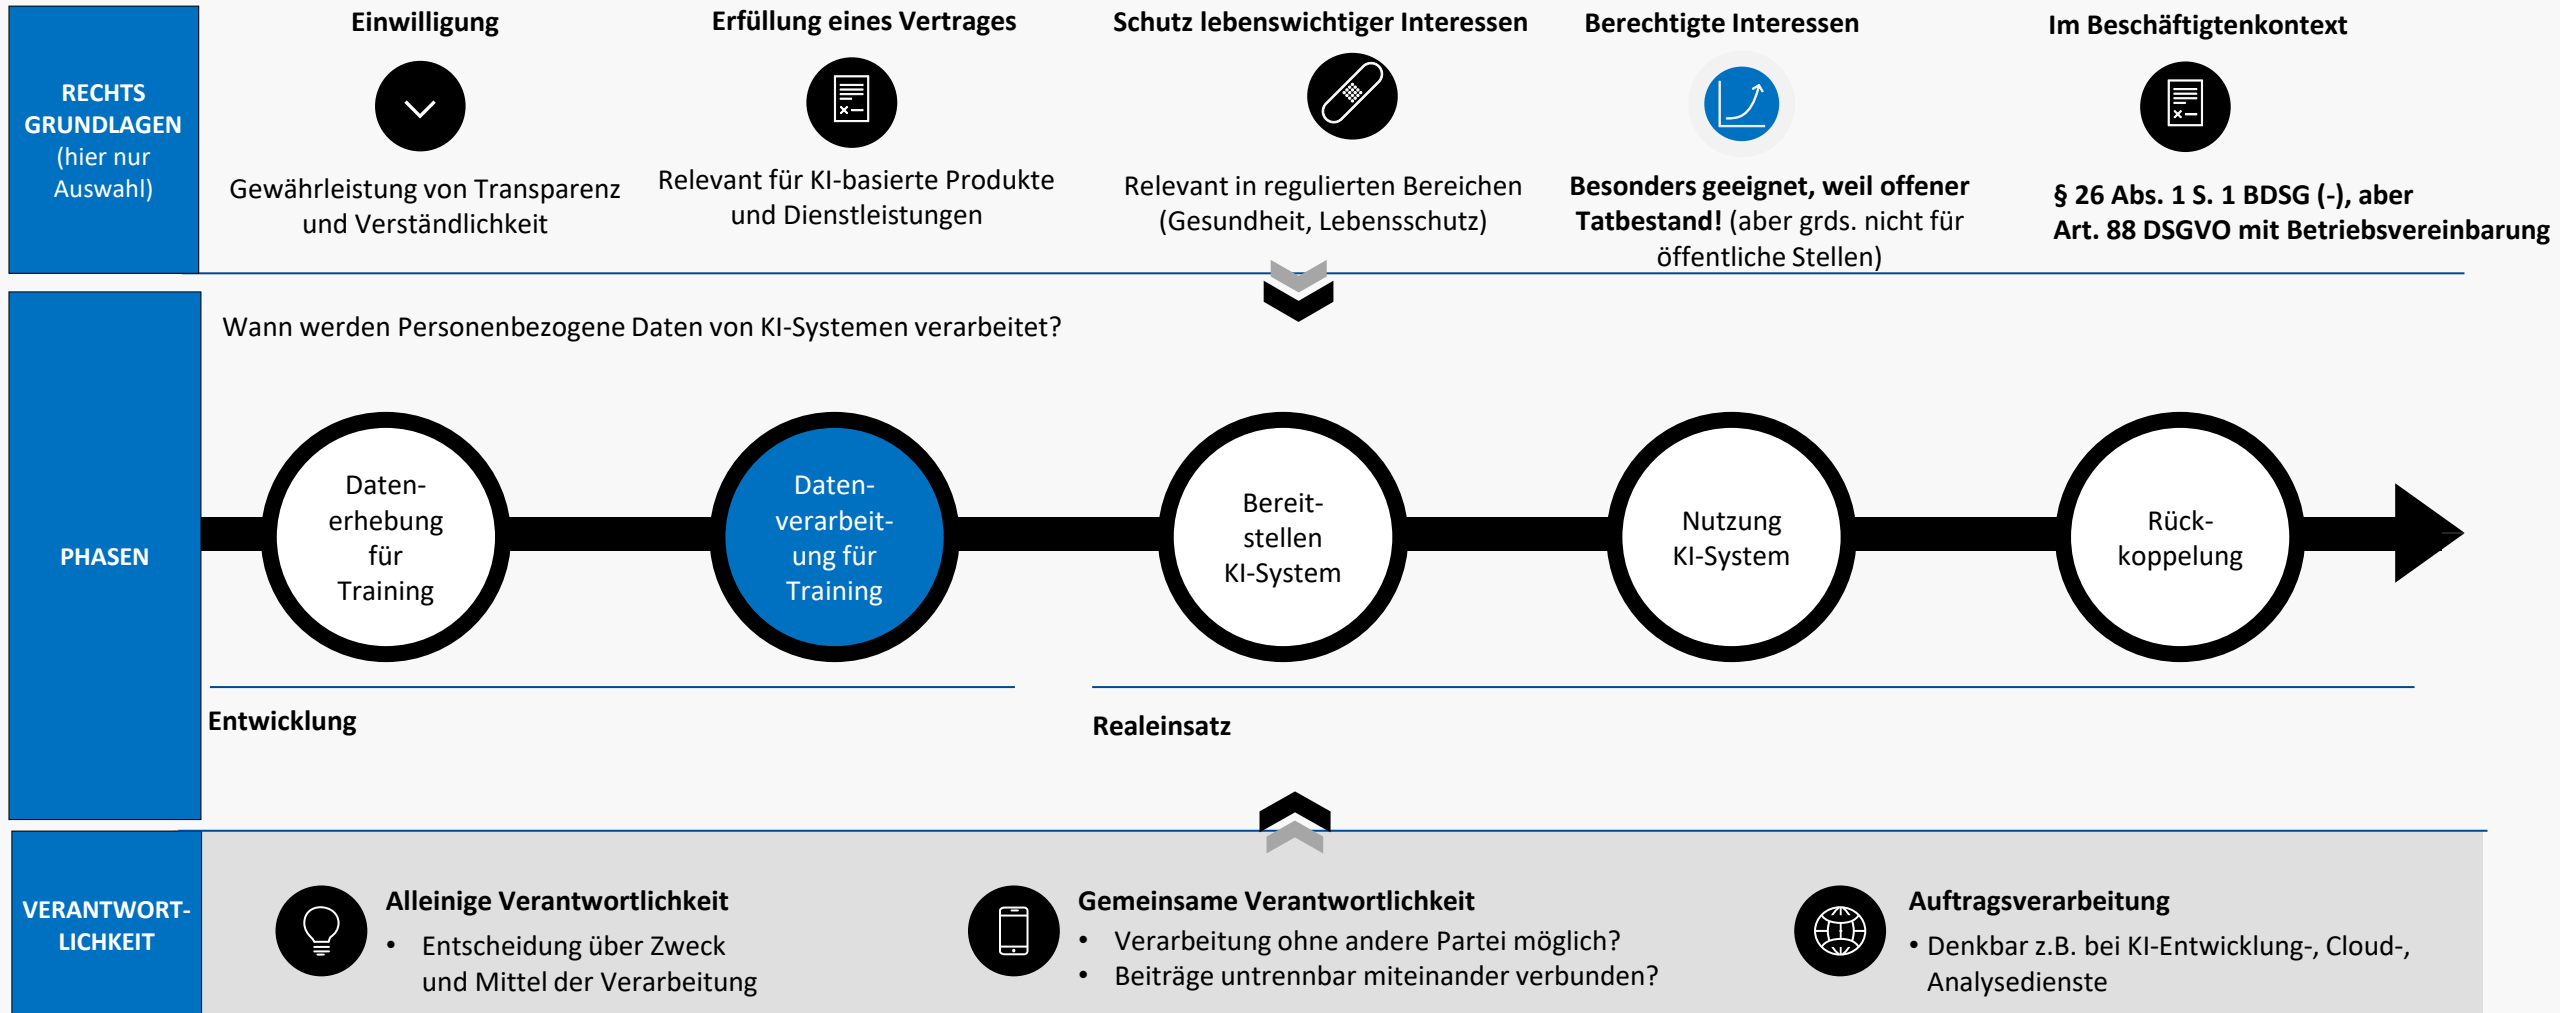 RECHTS
GRUNDLAGEN
(hier nur
Auswahl)
Einwilligung
Gewährleistung von Transparenz
und Verständlichkeit
Erfüllung eines Vertrages
Relevant für KI-basierte Produkte
und Dienstleistungen
Schutz lebenswichtiger Interessen
Relevant in regulierten Bereichen
(Gesundheit, Lebensschutz)
Berechtigte Interessen
Besonders geeignet, weil offener
Tatbestand! (aber grds. nicht für
öffentliche Stellen)
Im Beschäftigtenkontext
§ 26 Abs. 1 S. 1 BDSG (-), aber
Art. 88 DSGVO mit Betriebsvereinbarung
PHASEN
Wann werden Personenbezogene Daten von KI-Systemen verarbeitet?
Daten-
erhebung
für
Training
Daten-
verarbeit-
ung für
Training
Bereit-
stellen
KI-System
Nutzung
KI-System
Rück-
koppelung
Entwicklung
Realeinsatz
VERANTWORT-
LICHKEIT
Alleinige Verantwortlichkeit
• Entscheidung über Zweck
und Mittel der Verarbeitung
Gemeinsame Verantwortlichkeit
• Verarbeitung ohne andere Partei möglich?
• Beiträge untrennbar miteinander verbunden?
Auftragsverarbeitung
• Denkbar z.B. bei KI-Entwicklung-, Cloud-,
Analysedienste